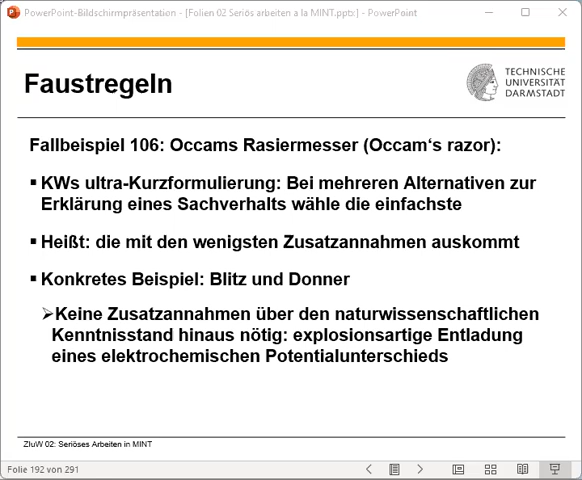 PowerPoint-Bildschirmpräsentation - [Folien 02 Seriös arbeiten a la MINT.pptx] - PowerPoint
Faustregeln
TECHNISCHE
UNIVERSITÄT
DARMSTADT
Fallbeispiel 106: Occams Rasiermesser (Occam‘s razor):
▪ KWs ultra-Kurzformulierung: Bei mehreren Alternativen zur
Erklärung eines Sachverhalts wähle die einfachste
▪ Heißt: die mit den wenigsten Zusatzannahmen auskommt
▪ Konkretes Beispiel: Blitz und Donner
➢Keine Zusatzannahmen über den naturwissenschaftlichen
Kenntnisstand hinaus nötig: explosionsartige Entladung
eines elektrochemischen Potentialunterschieds
ZIuW 02: Seriöses Arbeiten in MINT
Folie 192 von 291